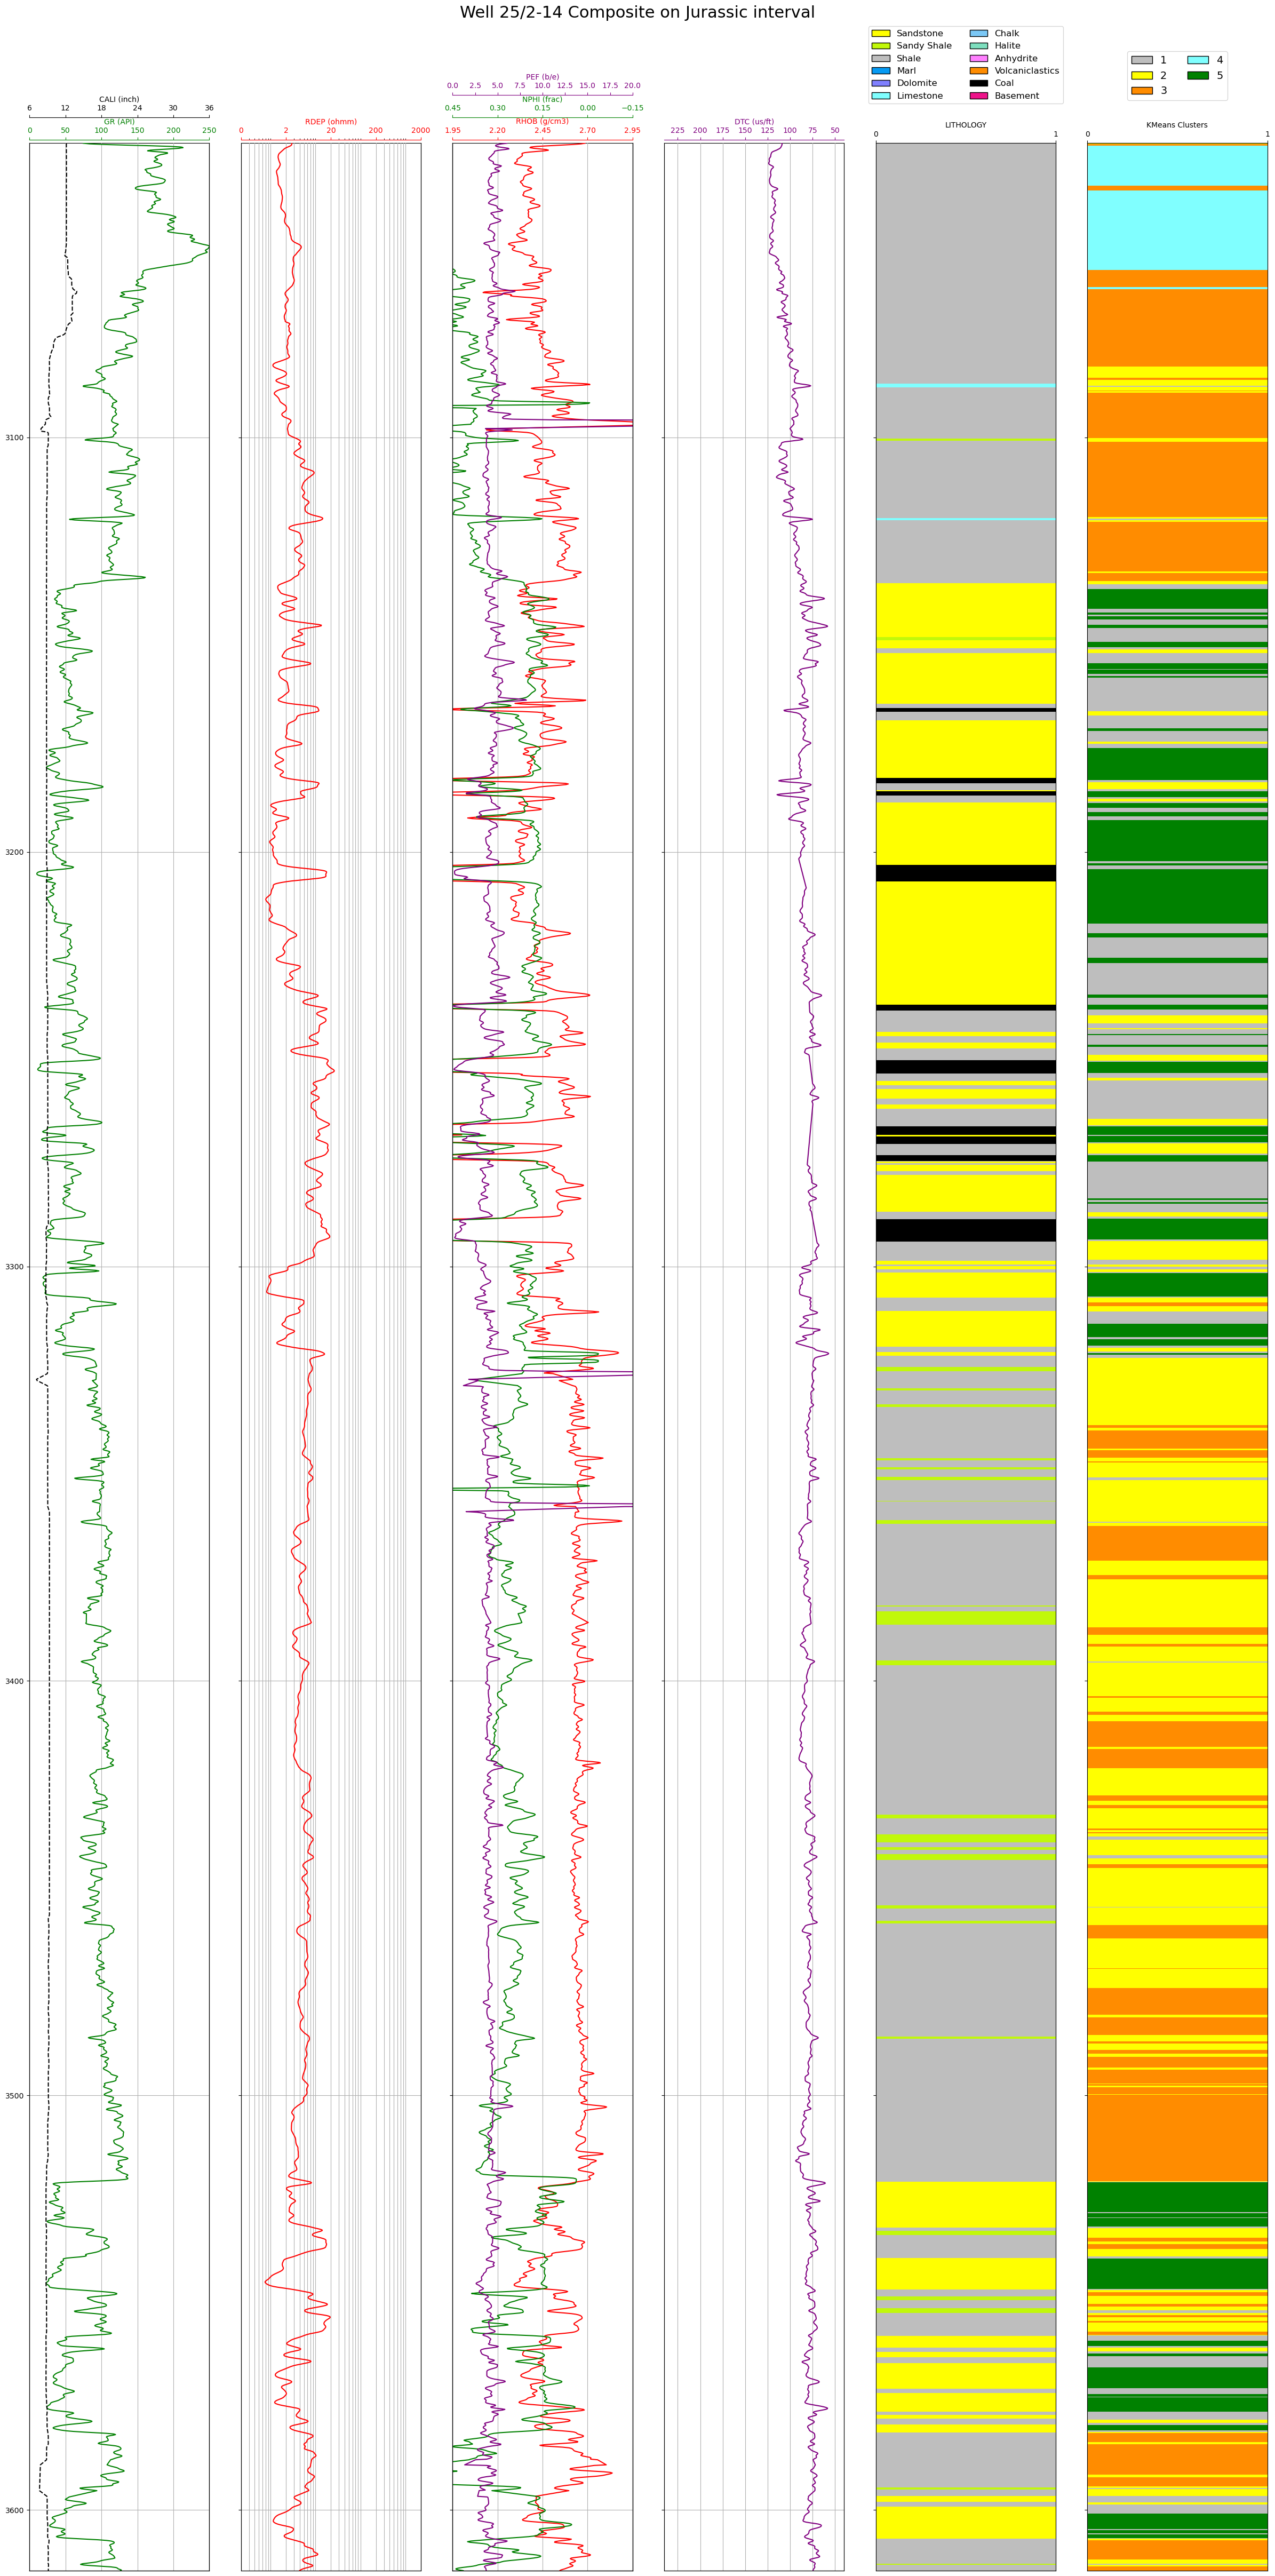 Well 25/2-14 Composite on Jurassic interval
Sandstone Chalk
Sandy Shale Halite
Shale Anhydrite
Marl Volcaniclastics
Dolomite Coal
Limestone Basement
1 4
2 5
3
PEF (b/e)
0.0 2.5 5.0 7.5 10.0 12.5 15.0 17.5 20.0
CALI (inch) NPHI (frac)
6 12 18 24 30 36 0.45 0.30 0.15 0.00 −0.15
GR (API) RDEP (ohmm) RHOB (g/cm3) DTC (us/ft) LITHOLOGY KMeans Clusters
0 50 100 150 200 250 0 2 20 200 2000 1.95 2.20 2.45 2.70 2.95 225 200 175 150 125 100 75 50 0 1 0 1
3100
3200
3300
3400
3500
3600